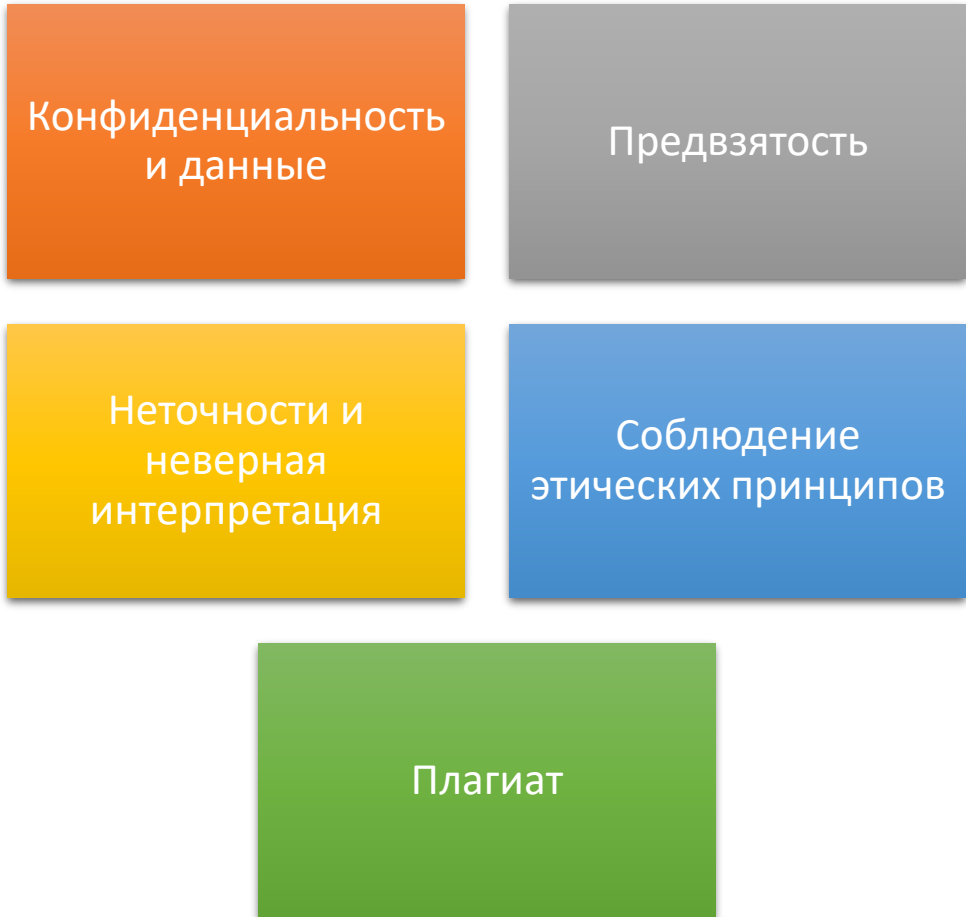 Конфиденциальность
и данные
Предвзятость
Неточности и
неверная
интерпретация
Соблюдение
этических принципов
Плагиат